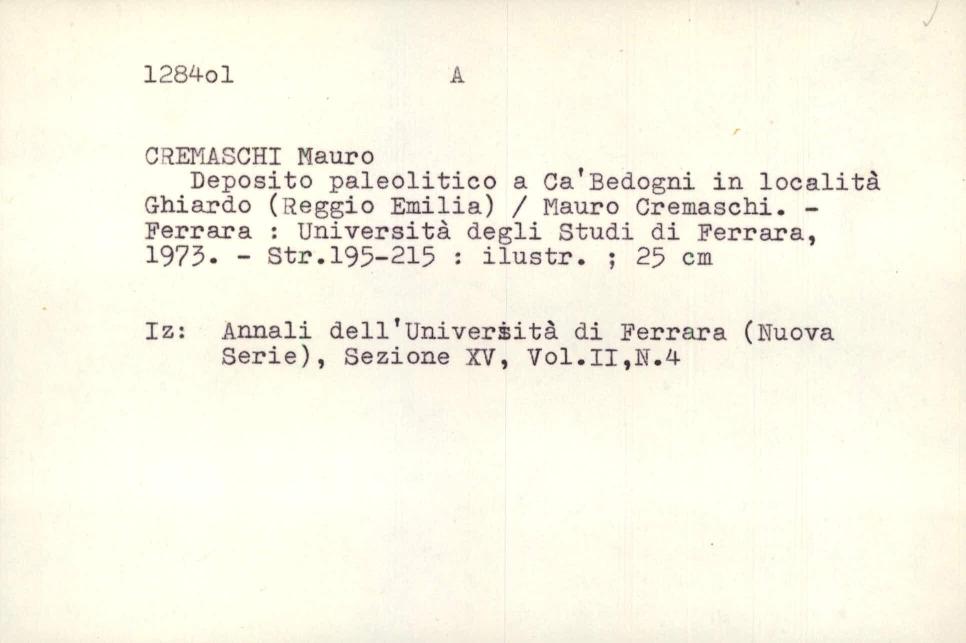 1284o1 A
CREMASCHI Mauro
Deposito paleolitico a Ca'Bedogni in località
Ghiardo (Reggio Emilia) / Mauro Cremaschi. -
Ferrara : Università degli Studi di Ferrara,
1973. - Str.195-215 : ilustr. ; 25 cm
Iz: Annali dell'Università di Ferrara (Nuova
Serie), Sezione XV, Vol.II,N.4